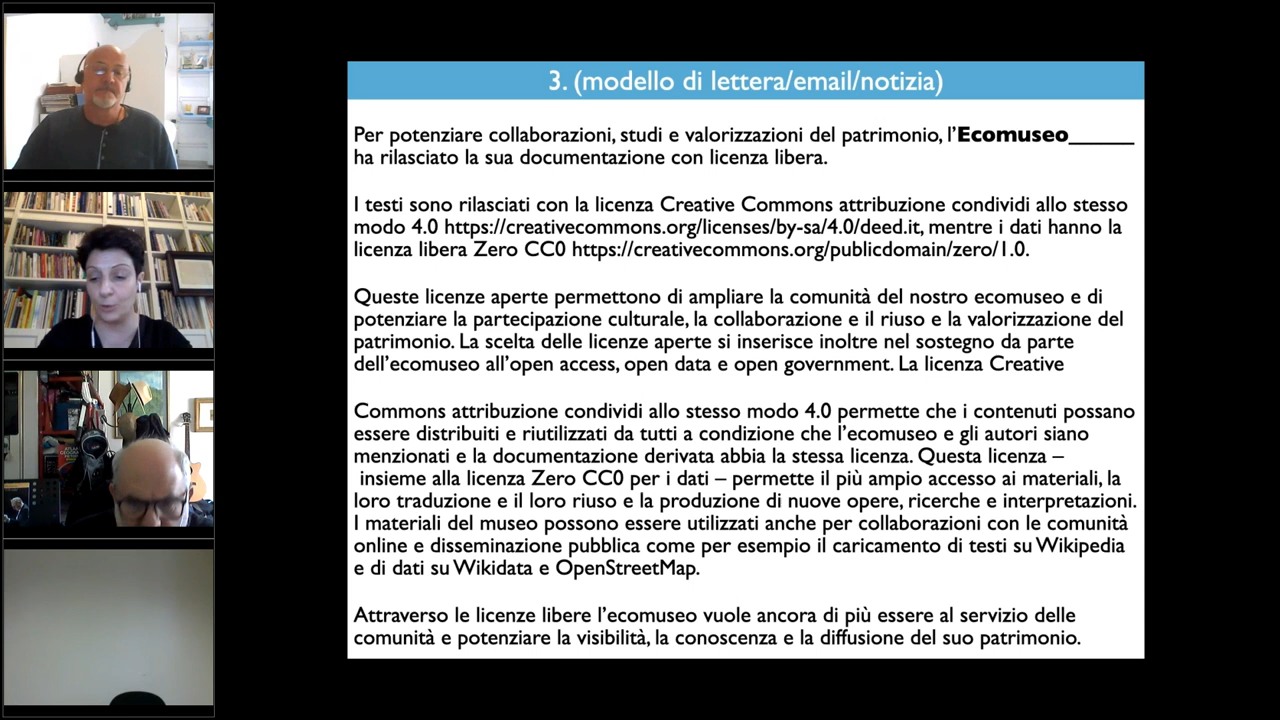 3. (modello di lettera/email/notizia)
Per potenziare collaborazioni, studi e valorizzazioni del patrimonio, l'Ecomuseo______
ha rilasciato la sua documentazione con licenza libera.
I testi sono rilasciati con la licenza Creative Commons attribuzione condividi allo stesso
modo 4.0 https://creativecommons.org/licenses/by-sa/4.0/deed.it, mentre i dati hanno la
licenza libera Zero CC0 https://creativecommons.org/publicdomain/zero/1.0.
Queste licenze aperte permettono di ampliare la comunità del nostro ecomuseo e di
potenziare la partecipazione culturale, la collaborazione e il riuso e la valorizzazione del
patrimonio. La scelta delle licenze aperte si inserisce inoltre nel sostegno da parte
dell'ecomuseo all'open access, open data e open government. La licenza Creative
Commons attribuzione condividi allo stesso modo 4.0 permette che i contenuti possano
essere distribuiti e riutilizzati da tutti a condizione che l'ecomuseo e gli autori siano
menzionati e la documentazione derivata abbia la stessa licenza. Questa licenza –
insieme alla licenza Zero CC0 per i dati – permette il più ampio accesso ai materiali, la
loro traduzione e il loro riuso e la produzione di nuove opere, ricerche e interpretazioni.
I materiali del museo possono essere utilizzati anche per collaborazioni con le comunità
online e disseminazione pubblica come per esempio il caricamento di testi su Wikipedia
e di dati su Wikidata e OpenStreetMap.
Attraverso le licenze libere l'ecomuseo vuole ancora di più essere al servizio delle
comunità e potenziare la visibilità, la conoscenza e la diffusione del suo patrimonio.